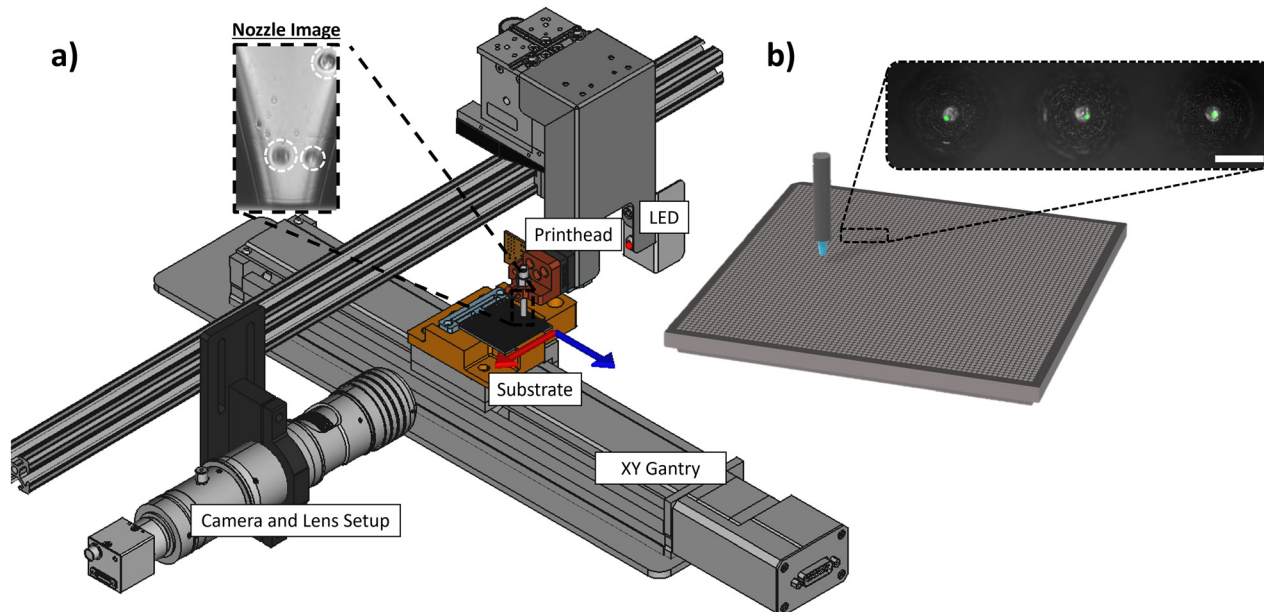 a)
Nozzle Image
b)
LED
Printhead
Substrate
XY Gantry
Camera and Lens Setup